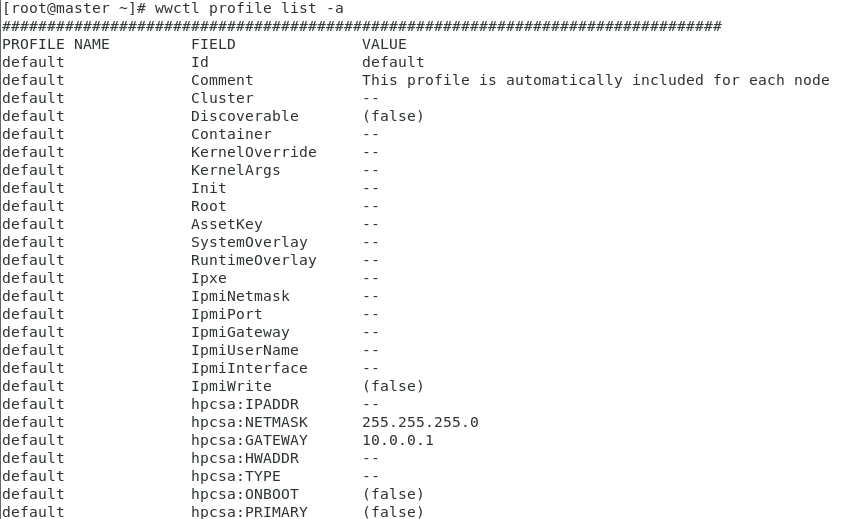 [root@master ~]# wwctl profile list -a
################################################################################
PROFILE NAME         FIELD              VALUE
default              Id                 default
default              Comment            This profile is automatically included for each node
default              Cluster            --
default              Discoverable       (false)
default              Container          --
default              KernelOverride     --
default              KernelArgs         --
default              Init               --
default              Root               --
default              AssetKey           --
default              SystemOverlay      --
default              RuntimeOverlay     --
default              Ipxe               --
default              IpmiNetmask        --
default              IpmiPort           --
default              IpmiGateway        --
default              IpmiUserName       --
default              IpmiInterface      --
default              IpmiWrite          (false)
default              hpcsa:IPADDR       --
default              hpcsa:NETMASK      255.255.255.0
default              hpcsa:GATEWAY      10.0.0.1
default              hpcsa:HWADDR       --
default              hpcsa:TYPE         --
default              hpcsa:ONBOOT       (false)
default              hpcsa:PRIMARY      (false)